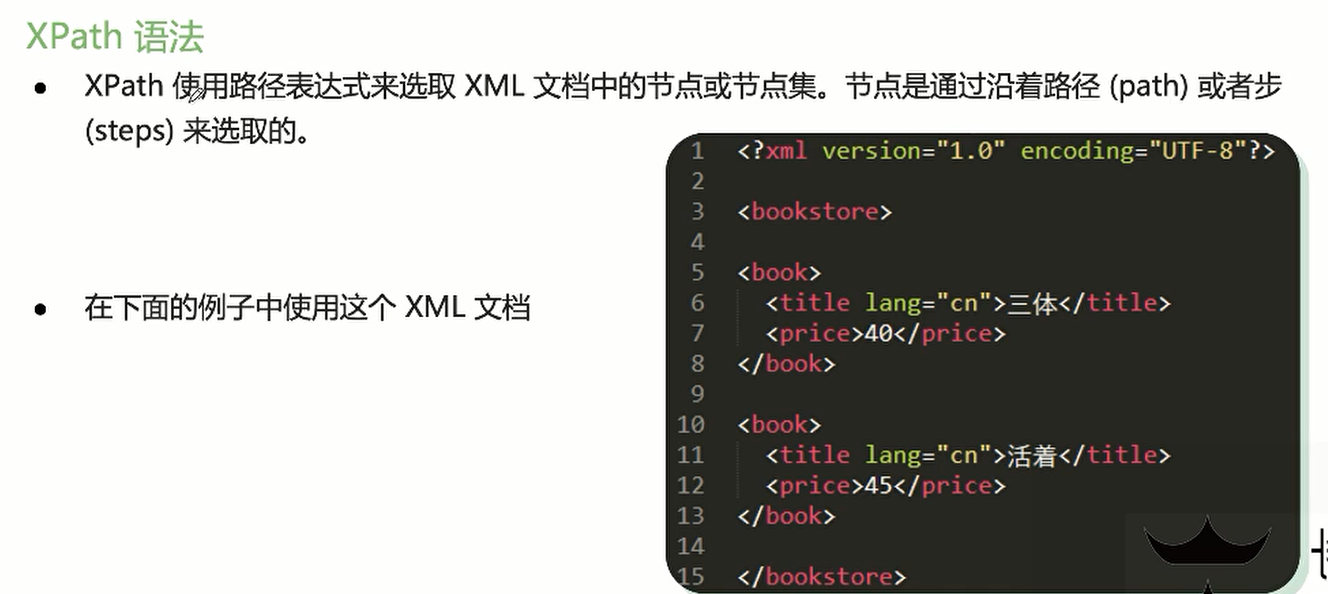 XPath 语法
• XPath 使用路径表达式来选取 XML 文档中的节点或节点集。节点是通过沿着路径 (path) 或者步
(steps) 来选取的。
• 在下面的例子中使用这个 XML 文档
1 <?xml version="1.0" encoding="UTF-8"?>
2
3 <bookstore>
4
5 <book>
6   <title lang="cn">三体</title>
7   <price>40</price>
8 </book>
9
10 <book>
11   <title lang="cn">活着</title>
12   <price>45</price>
13 </book>
14
15 </bookstore>